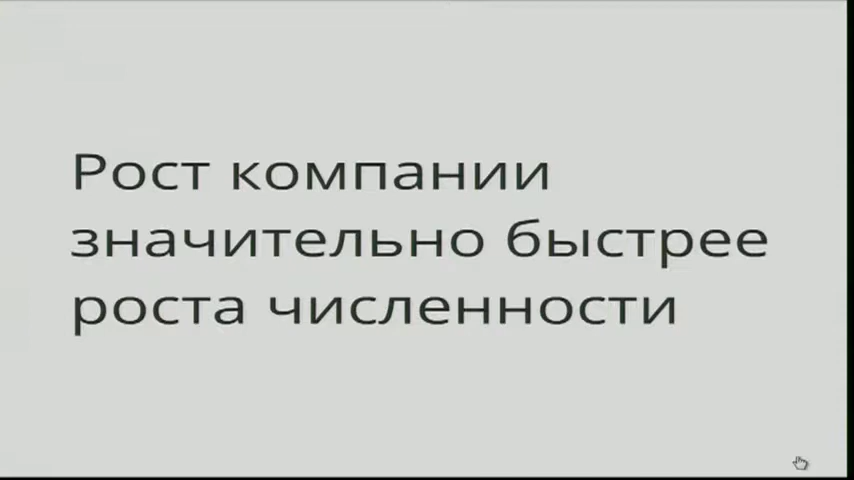 Рост компании
значительно быстрее
роста численности